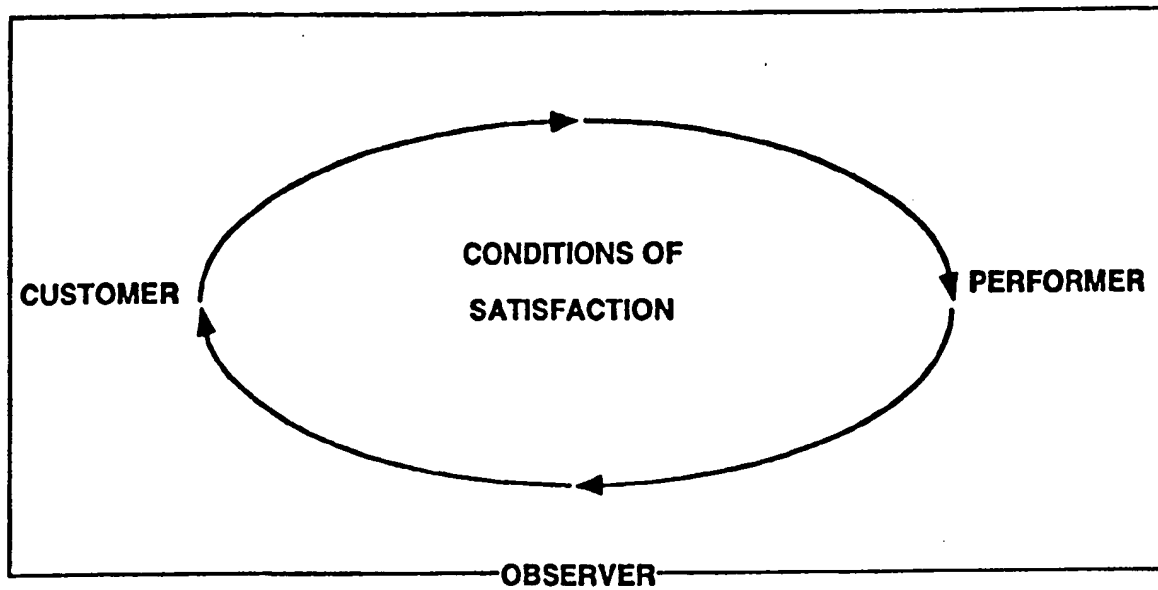 CONDITIONS OF
SATISFACTION
CUSTOMER
PERFORMER
OBSERVER